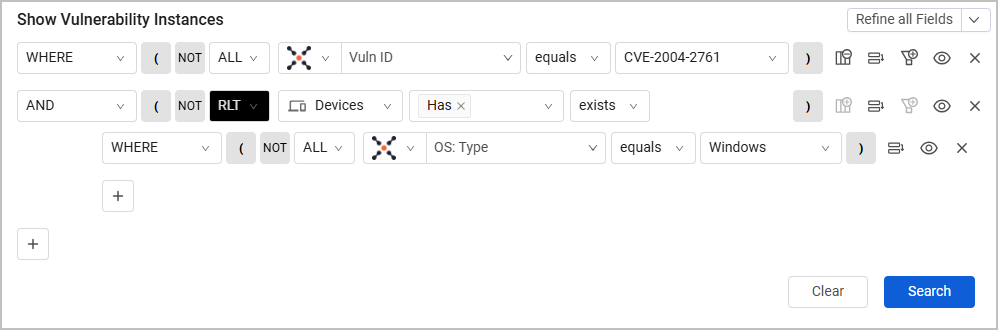 Show Vulnerability Instances Refine all Fields
WHERE ( NOT ALL Vuln ID equals CVE-2004-2761 )
AND ( NOT RLT Devices Has exists )
WHERE ( NOT ALL OS: Type equals Windows )
+
+
Clear Search